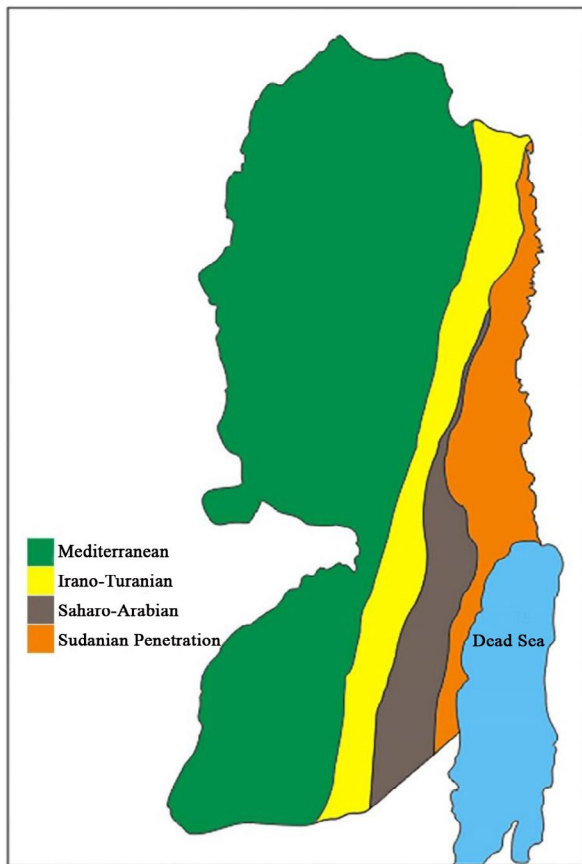 Mediterranean
Irano-Turanian
Saharo-Arabian
Sudanian Penetration
Dead Sea